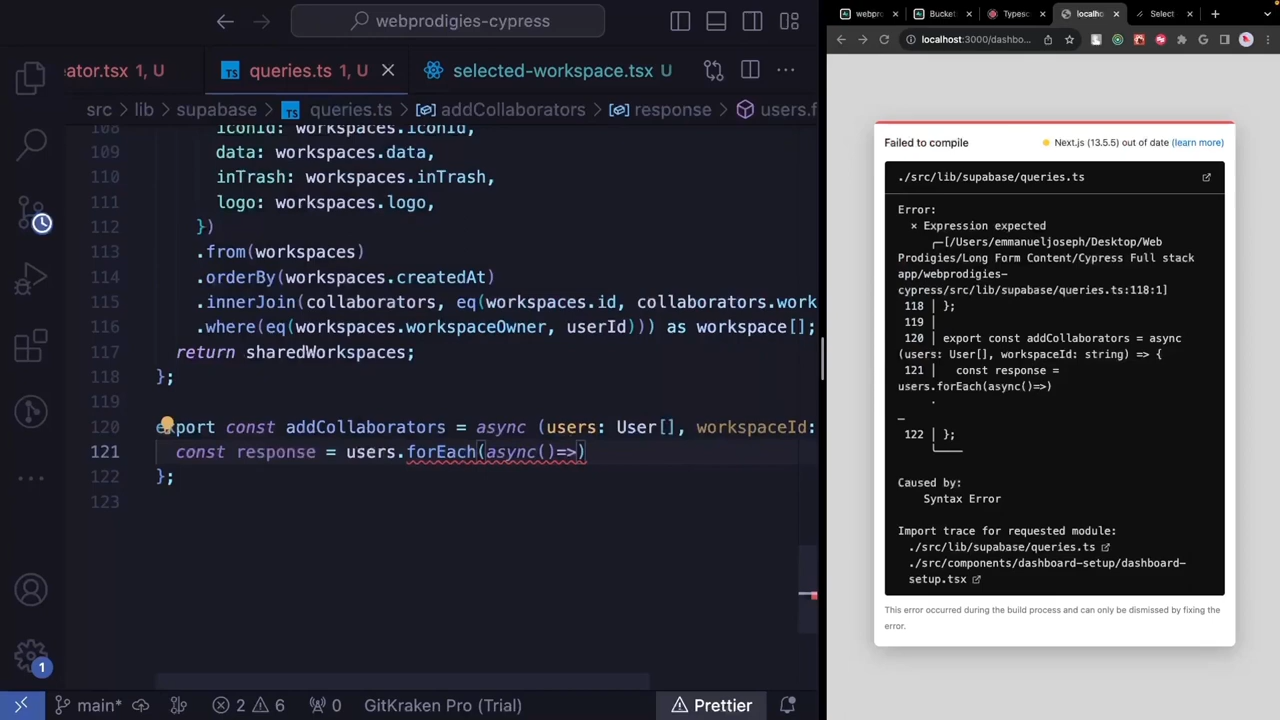 webprodigies-cypress
eator.tsx 1, U
TS queries.ts 1, U
selected-workspace.tsx U
src > lib > supabase > TS queries.ts > addCollaborators > response > users.f
108 iconId: workspaces.iconId,
109 data: workspaces.data,
110 inTrash: workspaces.inTrash,
111 logo: workspaces.logo,
112 })
113 .from(workspaces)
114 .orderBy(workspaces.createdAt)
115 .innerJoin(collaborators, eq(workspaces.id, collaborators.work
116 .where(eq(workspaces.workspaceOwner, userId))) as workspace[];
117 return sharedWorkspaces;
118 };
119
120 export const addCollaborators = async (users: User[], workspaceId:
121 const response = users.forEach(async()=>)
122 };
123
1
main*
2 6
0
GitKraken Pro (Trial)
Prettier
webpro
Bucket
Typesc
localho
Select
localhost:3000/dashbo...
Failed to compile
Next.js (13.5.5) out of date (learn more)
./src/lib/supabase/queries.ts
Error:
× Expression expected
╭─[/Users/emmanueljoseph/Desktop/Web
Prodigies/Long Form Content/Cypress Full stack
app/webprodigies-
cypress/src/lib/supabase/queries.ts:118:1]
118 │ };
119 │
120 │ export const addCollaborators = async
(users: User[], workspaceId: string) => {
121 │ const response =
users.forEach(async()=>)
·
─
122 │ };
╰────
Caused by:
Syntax Error
Import trace for requested module:
./src/lib/supabase/queries.ts
./src/components/dashboard-setup/dashboard-
setup.tsx
This error occurred during the build process and can only be dismissed by fixing the
error.